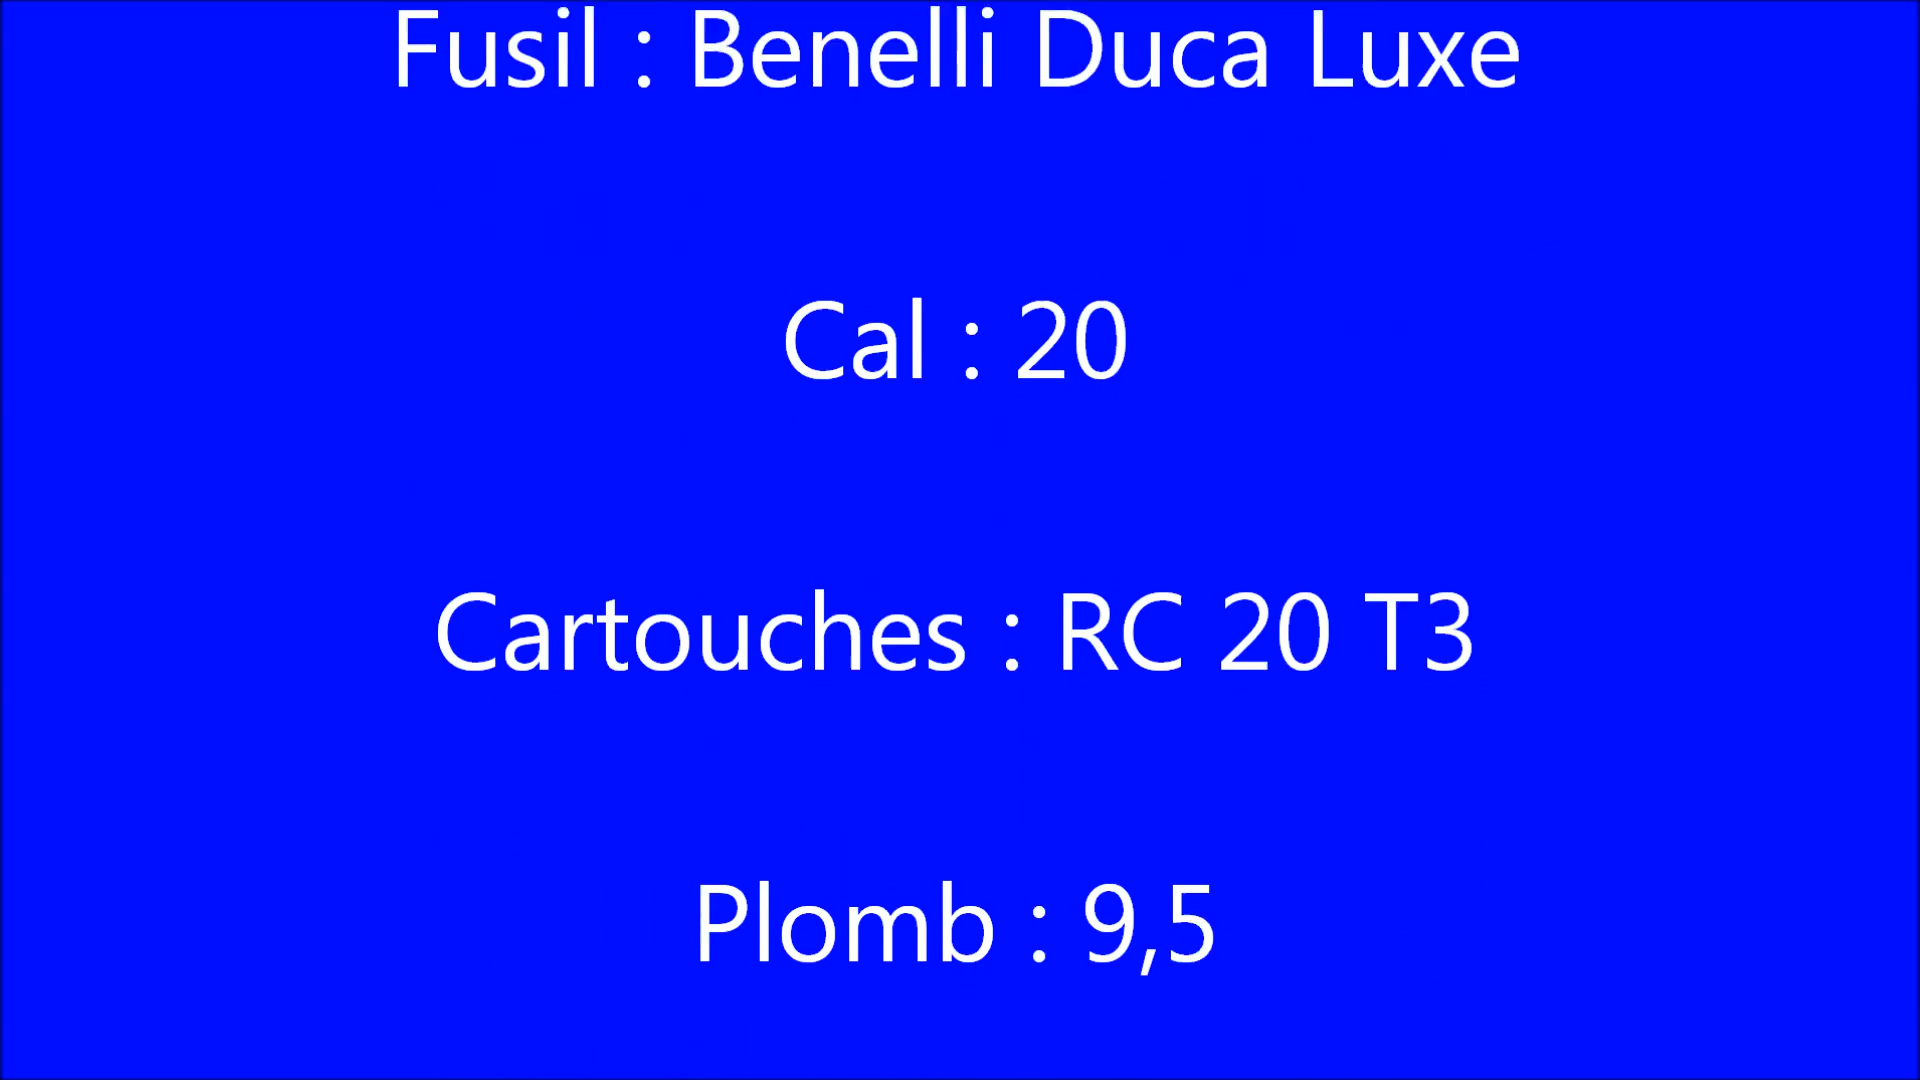 Fusil : Benelli Duca Luxe
Cal : 20
Cartouches : RC 20 T3
Plomb : 9,5